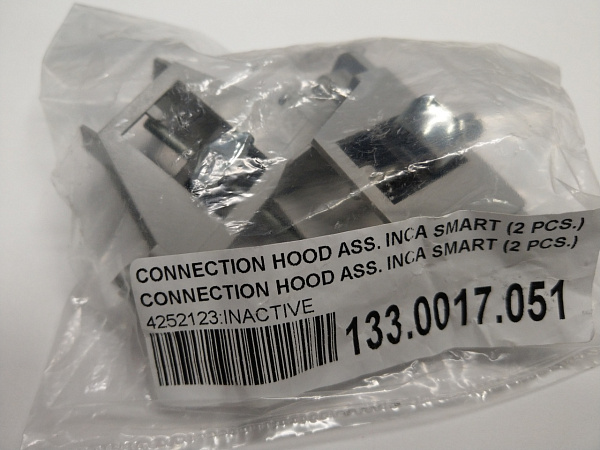 CONNECTION HOOD ASS. INCA SMART (2 PCS.)
CONNECTION HOOD ASS. INCA SMART (2 PCS.)
4252123:INACTIVE
133.0017.051